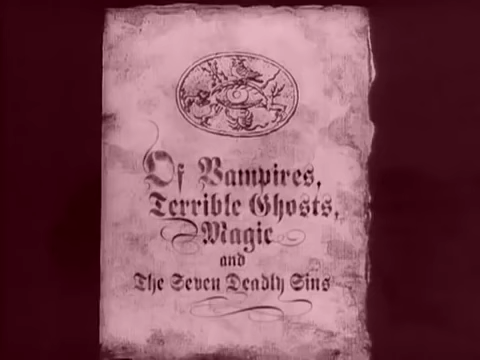 Of Vampires,
Terrible Ghosts,
Magic
and
The Seven Deadly Sins